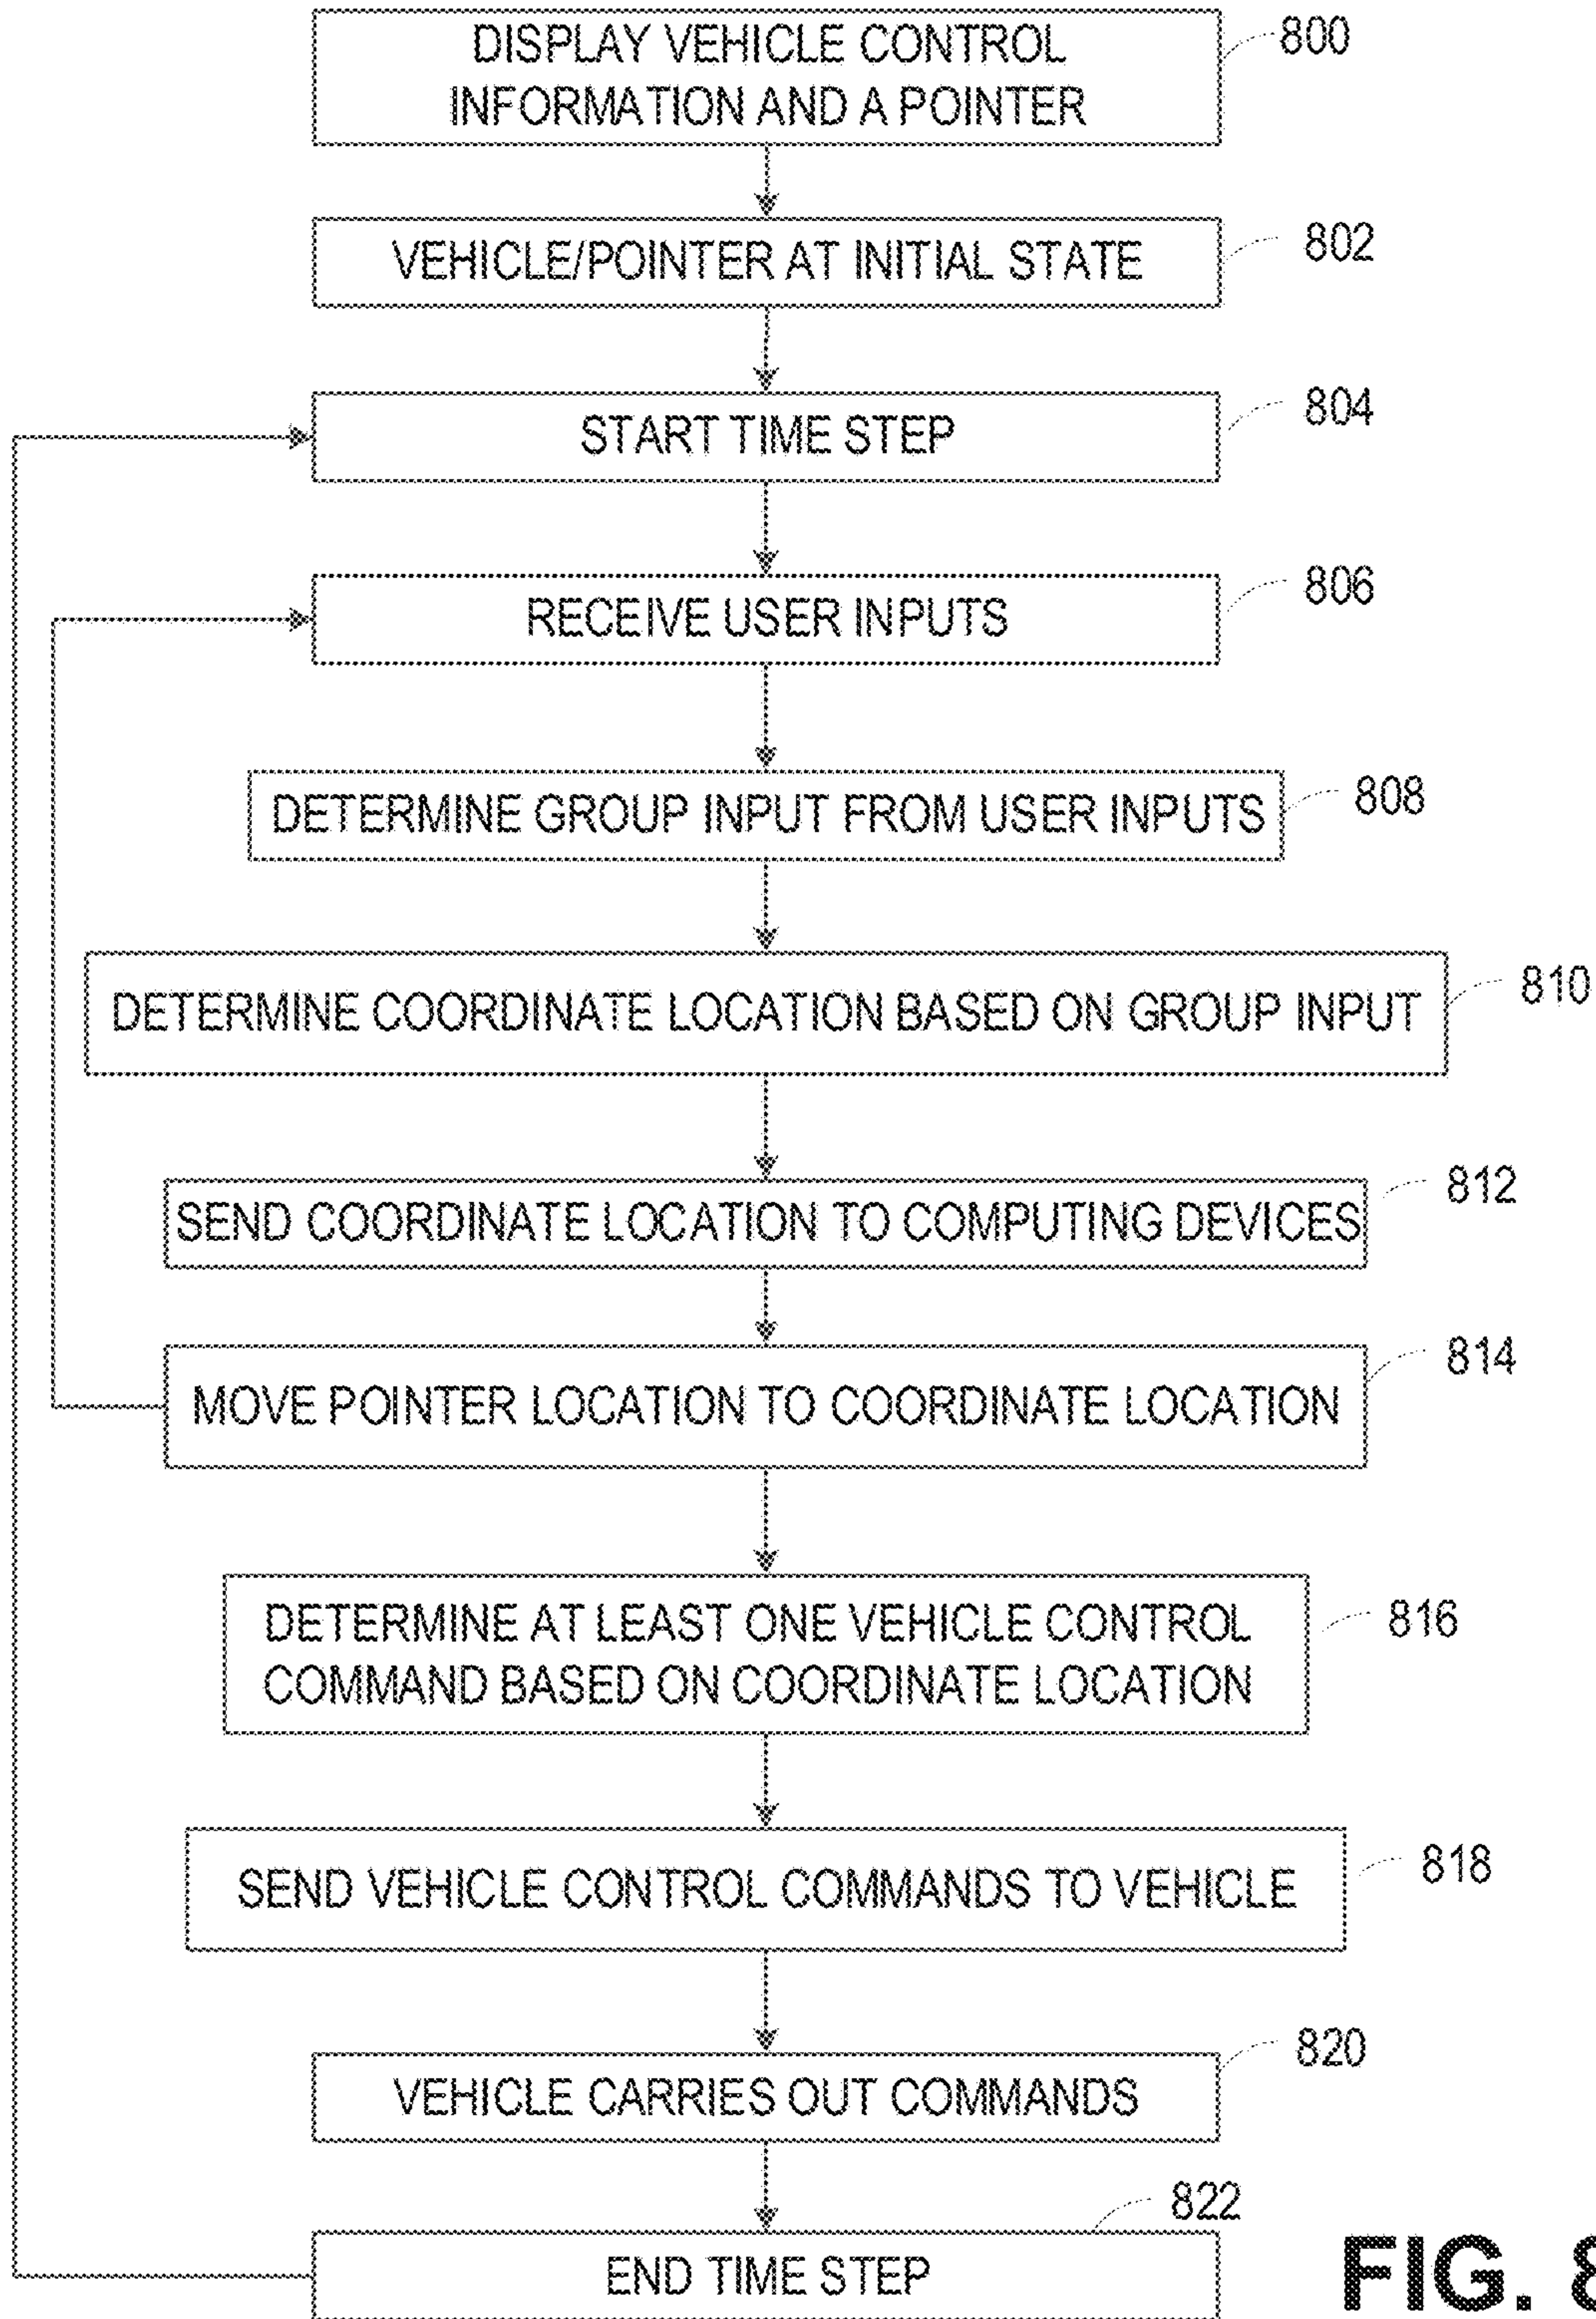 DISPLAY VEHICLE CONTROL
INFORMATION AND A POINTER
800
VEHICLE/POINTER AT INITIAL STATE
802
START TIME STEP
804
RECEIVE USER INPUTS
806
DETERMINE GROUP INPUT FROM USER INPUTS
808
DETERMINE COORDINATE LOCATION BASED ON GROUP INPUT
810
SEND COORDINATE LOCATION TO COMPUTING DEVICES
812
MOVE POINTER LOCATION TO COORDINATE LOCATION
814
DETERMINE AT LEAST ONE VEHICLE CONTROL
COMMAND BASED ON COORDINATE LOCATION
816
SEND VEHICLE CONTROL COMMANDS TO VEHICLE
818
VEHICLE CARRIES OUT COMMANDS
820
END TIME STEP
822
FIG. 8